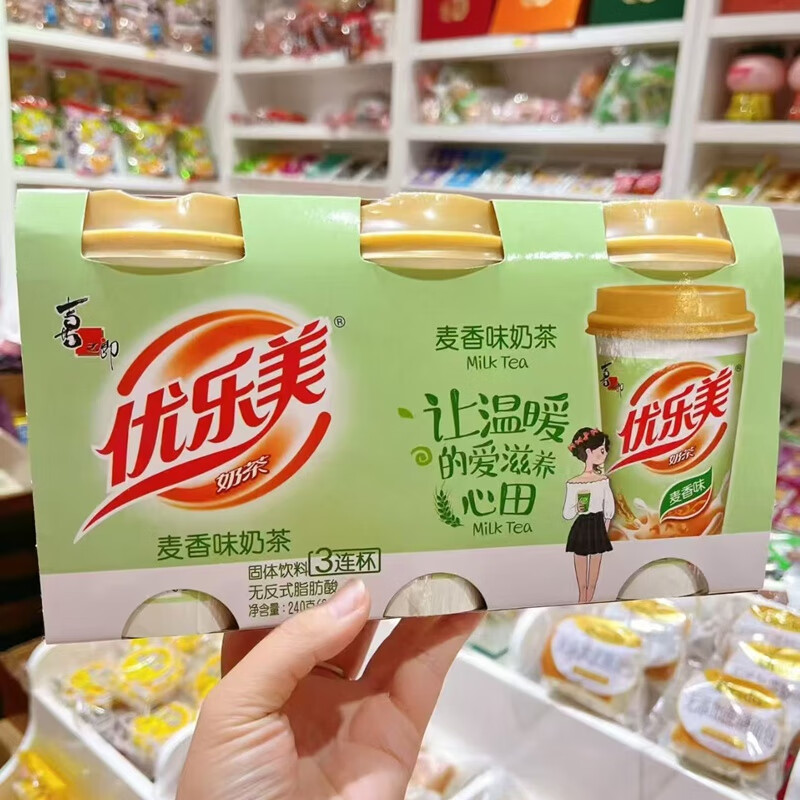 喜之郎
优乐美®
奶茶
麦香味奶茶
固体饮料 3连杯
无反式脂肪酸
净含量:240克(
麦香味奶茶
Milk Tea
让温暖
的爱滋养
心田
Milk Tea
喜之郎
优乐美®
奶茶
麦香味